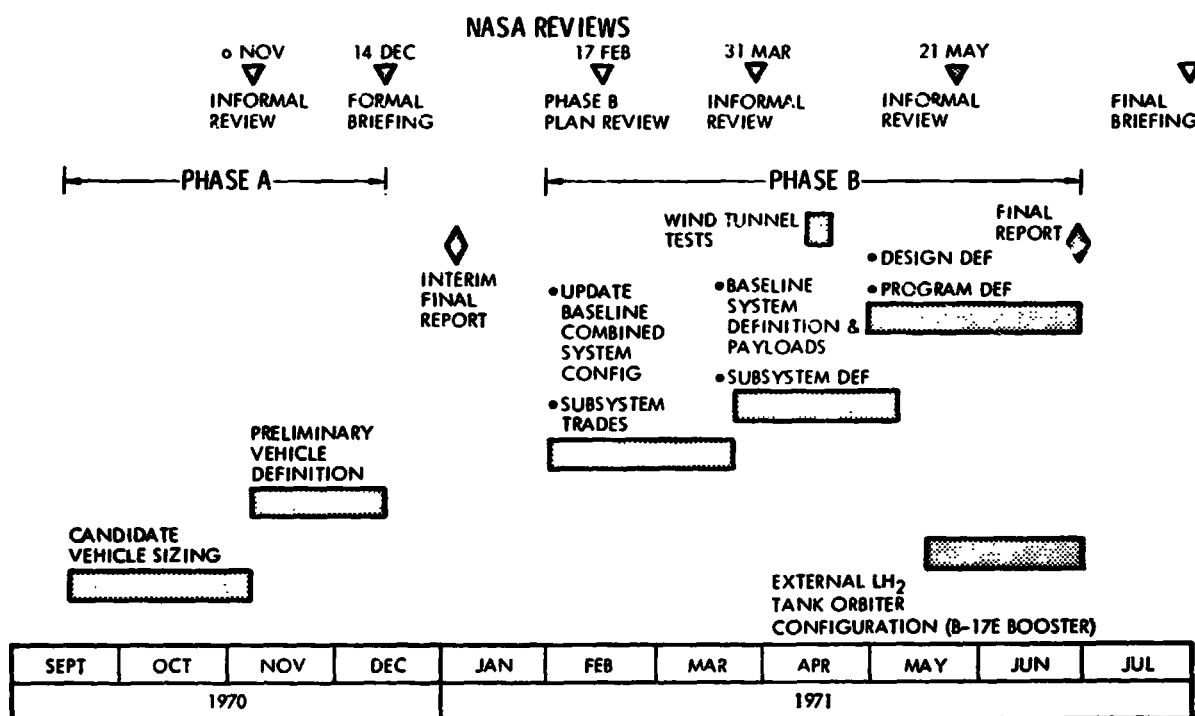 NASA REVIEWS
NOV
14 DEC
17 FEB
31 MAR
21 MAY
INFORMAL
REVIEW
FORMAL
BRIEFING
PHASE B
PLAN REVIEW
INFORMAL
REVIEW
INFORMAL
REVIEW
FINAL
BRIEFING
PHASE A
PHASE B
INTERIM
FINAL
REPORT
WIND TUNNEL
TESTS
FINAL
REPORT
•UPDATE
BASELINE
COMBINED
SYSTEM
CONFIG
•SUBSYSTEM
TRADES
•BASELINE
SYSTEM
DEFINITION &
PAYLOADS
•SUBSYSTEM DEF
•DESIGN DEF
•PROGRAM DEF
PRELIMINARY
VEHICLE
DEFINITION
CANDIDATE
VEHICLE SIZING
EXTERNAL LH2
TANK ORBITER
CONFIGURATION (B-17E BOOSTER)
SEPT OCT NOV DEC JAN FEB MAR APR MAY JUN JUL
1970 1971